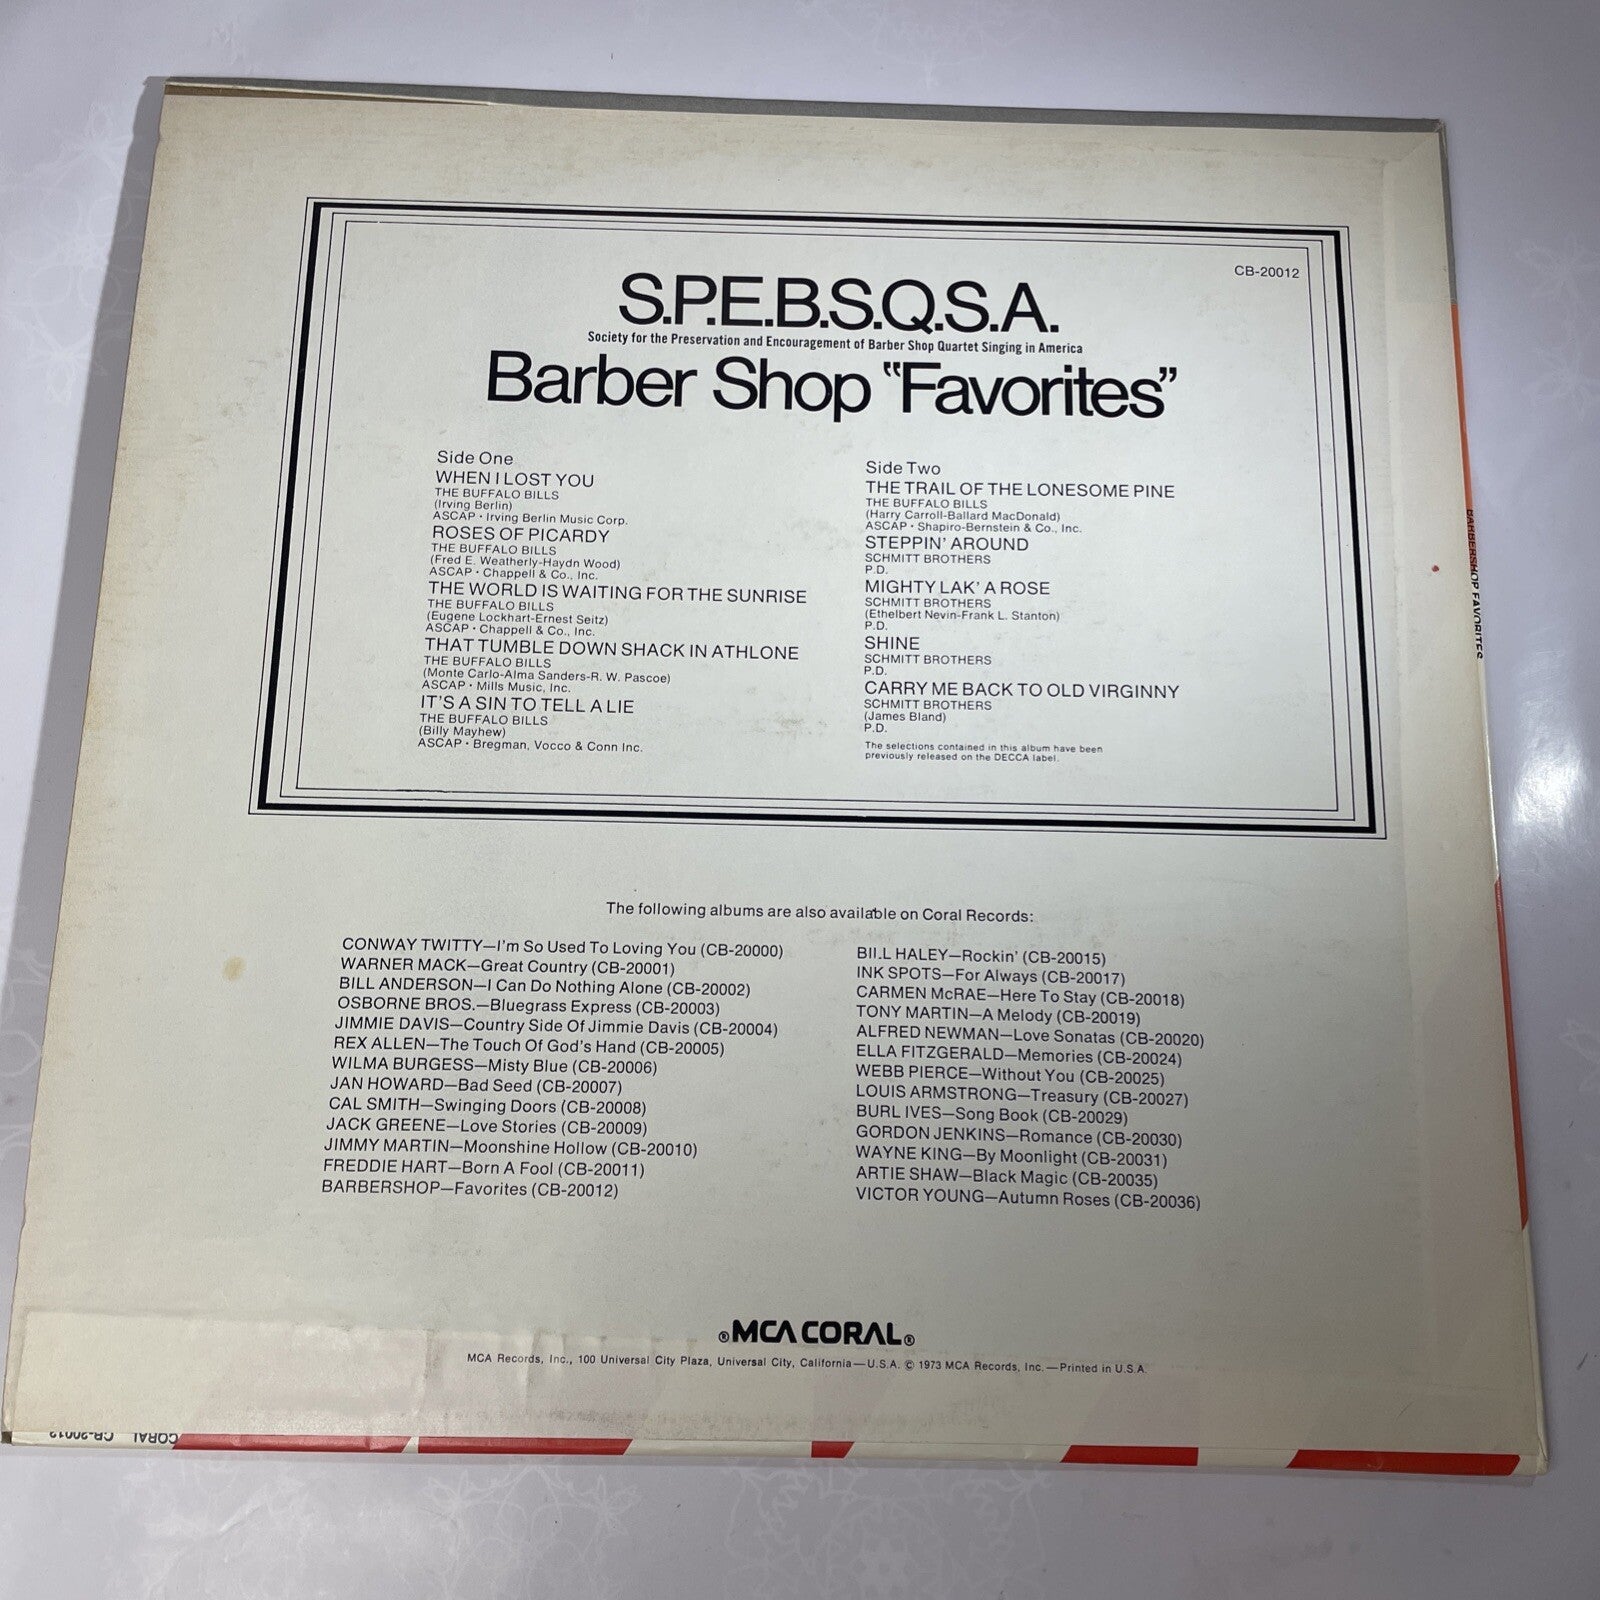 CB-20012
S.P.E.B.S.Q.S.A.
Society for the Preservation and Encouragement of Barber Shop Quartet Singing in America
Barber Shop "Favorites"
Side One
WHEN I LOST YOU
THE BUFFALO BILLS
(Irving Berlin)
ASCAP • Irving Berlin Music Corp.
ROSES OF PICARDY
THE BUFFALO BILLS
(Fred E. Weatherly-Haydn Wood)
ASCAP • Chappell & Co., Inc.
THE WORLD IS WAITING FOR THE SUNRISE
THE BUFFALO BILLS
(Eugene Lockhart-Ernest Seitz)
ASCAP • Chappell & Co., Inc.
THAT TUMBLE DOWN SHACK IN ATHLONE
THE BUFFALO BILLS
(Monte Carlo-Alma Sanders-R. W. Pascoe)
ASCAP • Mills Music, Inc.
IT'S A SIN TO TELL A LIE
THE BUFFALO BILLS
(Billy Mayhew)
ASCAP • Bregman, Vocco & Conn Inc.
Side Two
THE TRAIL OF THE LONESOME PINE
THE BUFFALO BILLS
(Harry Carroll-Ballard MacDonald)
ASCAP • Shapiro-Bernstein & Co., Inc.
STEPPIN' AROUND
SCHMITT BROTHERS
P.D.
MIGHTY LAK' A ROSE
SCHMITT BROTHERS
(Ethelbert Nevin-Frank L. Stanton)
P.D.
SHINE
SCHMITT BROTHERS
P.D.
CARRY ME BACK TO OLD VIRGINNY
SCHMITT BROTHERS
(James Bland)
P.D.
The selections contained in this album have been
previously released on the DECCA label.
The following albums are also available on Coral Records:
CONWAY TWITTY—I'm So Used To Loving You (CB-20000)
WARNER MACK—Great Country (CB-20001)
BILL ANDERSON—I Can Do Nothing Alone (CB-20002)
OSBORNE BROS.—Bluegrass Express (CB-20003)
JIMMIE DAVIS—Country Side Of Jimmie Davis (CB-20004)
REX ALLEN—The Touch Of God's Hand (CB-20005)
WILMA BURGESS—Misty Blue (CB-20006)
JAN HOWARD—Bad Seed (CB-20007)
CAL SMITH—Swinging Doors (CB-20008)
JACK GREENE—Love Stories (CB-20009)
JIMMY MARTIN—Moonshine Hollow (CB-20010)
FREDDIE HART—Born A Fool (CB-20011)
BARBERSHOP—Favorites (CB-20012)
BILL HALEY—Rockin' (CB-20015)
INK SPOTS—For Always (CB-20017)
CARMEN McRAE—Here To Stay (CB-20018)
TONY MARTIN—A Melody (CB-20019)
ALFRED NEWMAN—Love Sonatas (CB-20020)
ELLA FITZGERALD—Memories (CB-20024)
WEBB PIERCE—Without You (CB-20025)
LOUIS ARMSTRONG—Treasury (CB-20027)
BURL IVES—Song Book (CB-20029)
GORDON JENKINS—Romance (CB-20030)
WAYNE KING—By Moonlight (CB-20031)
ARTIE SHAW—Black Magic (CB-20035)
VICTOR YOUNG—Autumn Roses (CB-20036)
® MCA CORAL ®
MCA Records, Inc., 100 Universal City Plaza, Universal City, California—U.S.A. © 1973 MCA Records, Inc.—Printed in U.S.A.
BARBERSHOP FAVORITES
CORAL CB-20012